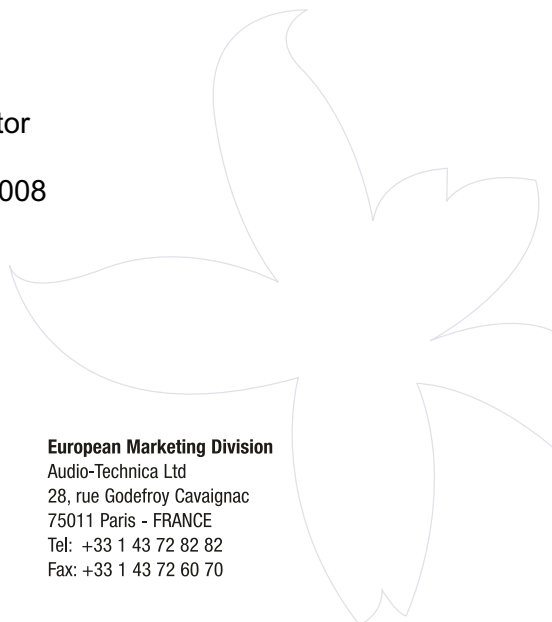 tor
008
European Marketing Division
Audio-Technica Ltd
28, rue Godefroy Cavaignac
75011 Paris - FRANCE
Tel: +33 1 43 72 82 82
Fax: +33 1 43 72 60 70